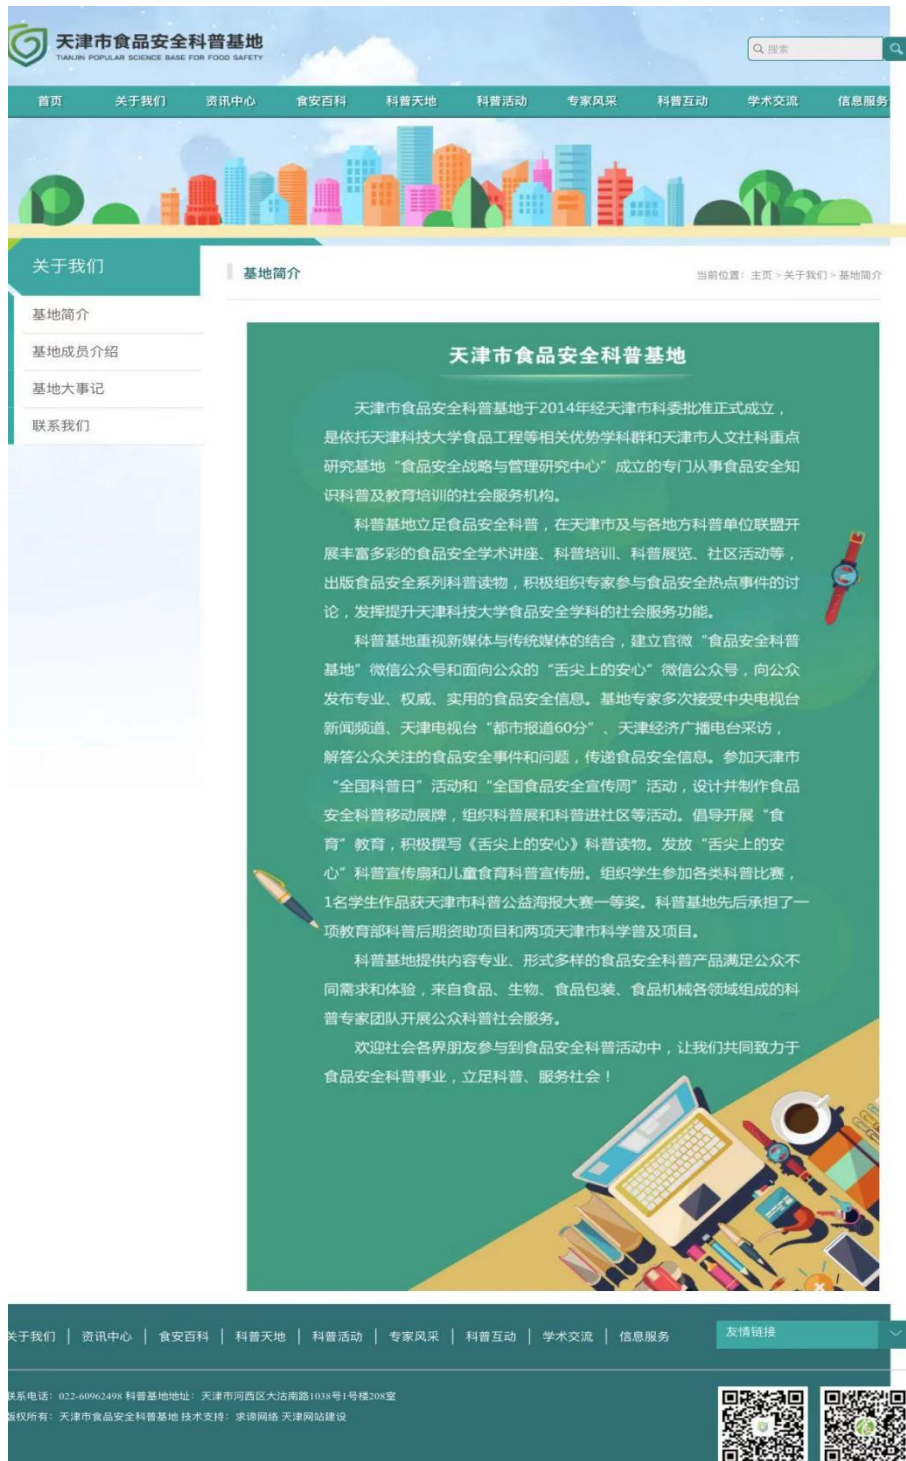 天津市食品安全科普基地
TIANJIN POPULAR SCIENCE BASE FOR FOOD SAFETY
搜索
首页 关于我们 资讯中心 食安百科 科普天地 科普活动 专家风采 科普互动 学术交流 信息服务
关于我们
基地简介
基地成员介绍
基地大事记
联系我们
基地简介
当前位置：主页 > 关于我们 > 基地简介
天津市食品安全科普基地
天津市食品安全科普基地于2014年经天津市科委批准正式成立，
是依托天津科技大学食品工程等相关优势学科群和天津市人文社科重点
研究基地“食品安全战略与管理研究中心”成立的专门从事食品安全知
识科普及教育培训的社会服务机构。
科普基地立足食品安全科普，在天津市及与各地方科普单位联盟开
展丰富多彩的食品安全学术讲座、科普培训、科普展览、社区活动等，
出版食品安全系列科普读物，积极组织专家参与食品安全热点事件的讨
论，发挥提升天津科技大学食品安全学科的社会服务功能。
科普基地重视新媒体与传统媒体的结合，建立官微“食品安全科普
基地”微信公众号和面向公众的“舌尖上的安心”微信公众号，向公众
发布专业、权威、实用的食品安全信息。基地专家多次接受中央电视台
新闻频道、天津电视台“都市报道60分”、天津经济广播电台采访，
解答公众关注的食品安全事件和问题，传递食品安全信息。参加天津市
“全国科普日”活动和“全国食品安全宣传周”活动，设计并制作食品
安全科普移动展牌，组织科普展和科普进社区等活动。倡导开展“食
育”教育，积极撰写《舌尖上的安心》科普读物。发放“舌尖上的安
心”科普宣传扇和儿童食育科普宣传册。组织学生参加各类科普比赛，
1名学生作品获天津市科普公益海报大赛一等奖。科普基地先后承担了一
项教育部科普后期资助项目和两项天津市科学普及项目。
科普基地提供内容专业、形式多样的食品安全科普产品满足公众不
同需求和体验，来自食品、生物、食品包装、食品机械各领域组成的科
普专家团队开展公众科普社会服务。
欢迎社会各界朋友参与到食品安全科普活动中，让我们共同致力于
食品安全科普事业，立足科普、服务社会！
关于我们 | 资讯中心 | 食安百科 | 科普天地 | 科普活动 | 专家风采 | 科普互动 | 学术交流 | 信息服务
友情链接
联系电话：022-60962498 科普基地地址：天津市河西区大沽南路1038号1号楼208室
版权所有：天津市食品安全科普基地 技术支持：求谛网络 天津网站建设